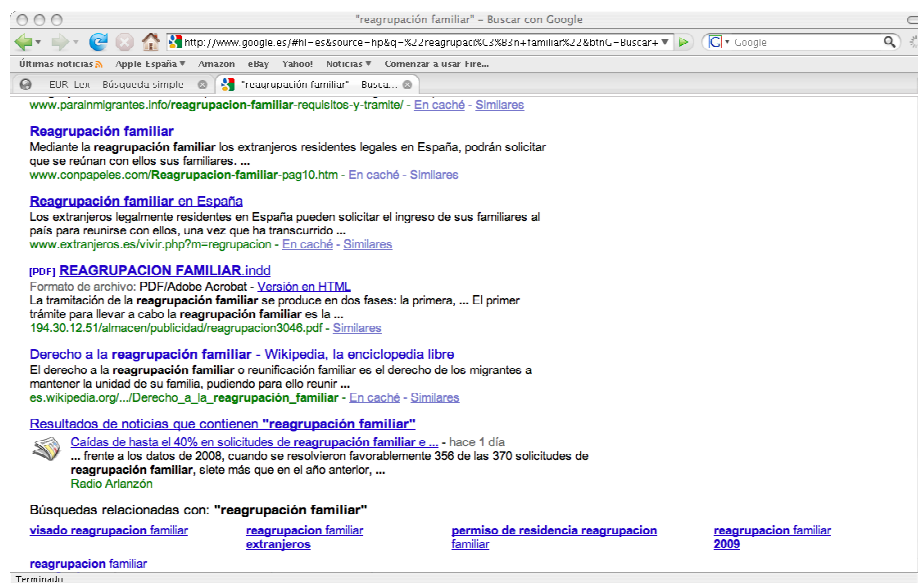 "reagrupación familiar" – Buscar con Google
http://www.google.es/#hl=es&source=hp&q=%22reagrupaci%C3%B3n+familiar%22&btnG=Buscar+
Google
Últimas noticias Apple España Amazon eBay Yahoo! Noticias Comenzar a usar Fire...
EUR Lex Búsqueda simple "reagrupación familiar" Busca...
www.parainmigrantes.info/reagrupacion-familiar-requisitos-y-tramite/ - En caché - Similares
Reagrupación familiar
Mediante la reagrupación familiar los extranjeros residentes legales en España, podrán solicitar
que se reúnan con ellos sus familiares. ...
www.conpapeles.com/Reagrupacion-familiar-pag10.htm - En caché - Similares
Reagrupación familiar en España
Los extranjeros legalmente residentes en España pueden solicitar el ingreso de sus familiares al
país para reunirse con ellos, una vez que ha transcurrido ...
www.extranjeros.es/vivir.php?m=regrupacion - En caché - Similares
[PDF] REAGRUPACION FAMILIAR.indd
Formato de archivo: PDF/Adobe Acrobat - Versión en HTML
La tramitación de la reagrupación familiar se produce en dos fases: la primera, ... El primer
trámite para llevar a cabo la reagrupación familiar es la ...
194.30.12.51/almacen/publicidad/reagrupacion3046.pdf - Similares
Derecho a la reagrupación familiar - Wikipedia, la enciclopedia libre
El derecho a la reagrupación familiar o reunificación familiar es el derecho de los migrantes a
mantener la unidad de su familia, pudiendo para ello reunir ...
es.wikipedia.org/.../Derecho_a_la_reagrupación_familiar - En caché - Similares
Resultados de noticias que contienen "reagrupación familiar"
Caídas de hasta el 40% en solicitudes de reagrupación familiar e ... - hace 1 día
... frente a los datos de 2008, cuando se resolvieron favorablemente 356 de las 370 solicitudes de
reagrupación familiar, siete más que en el año anterior, ...
Radio Arlanzón
Búsquedas relacionadas con: "reagrupación familiar"
visado reagrupacion familiar reagrupacion familiar permiso de residencia reagrupacion reagrupacion familiar
extranjeros familiar 2009
reagrupacion familiar
Terminado